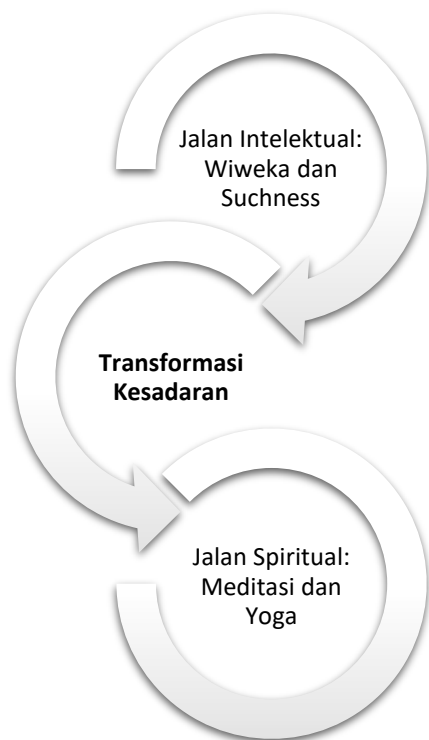 Jalan Intelektual:
Wiweka dan
Suchness
Transformasi
Kesadaran
Jalan Spiritual:
Meditasi dan
Yoga